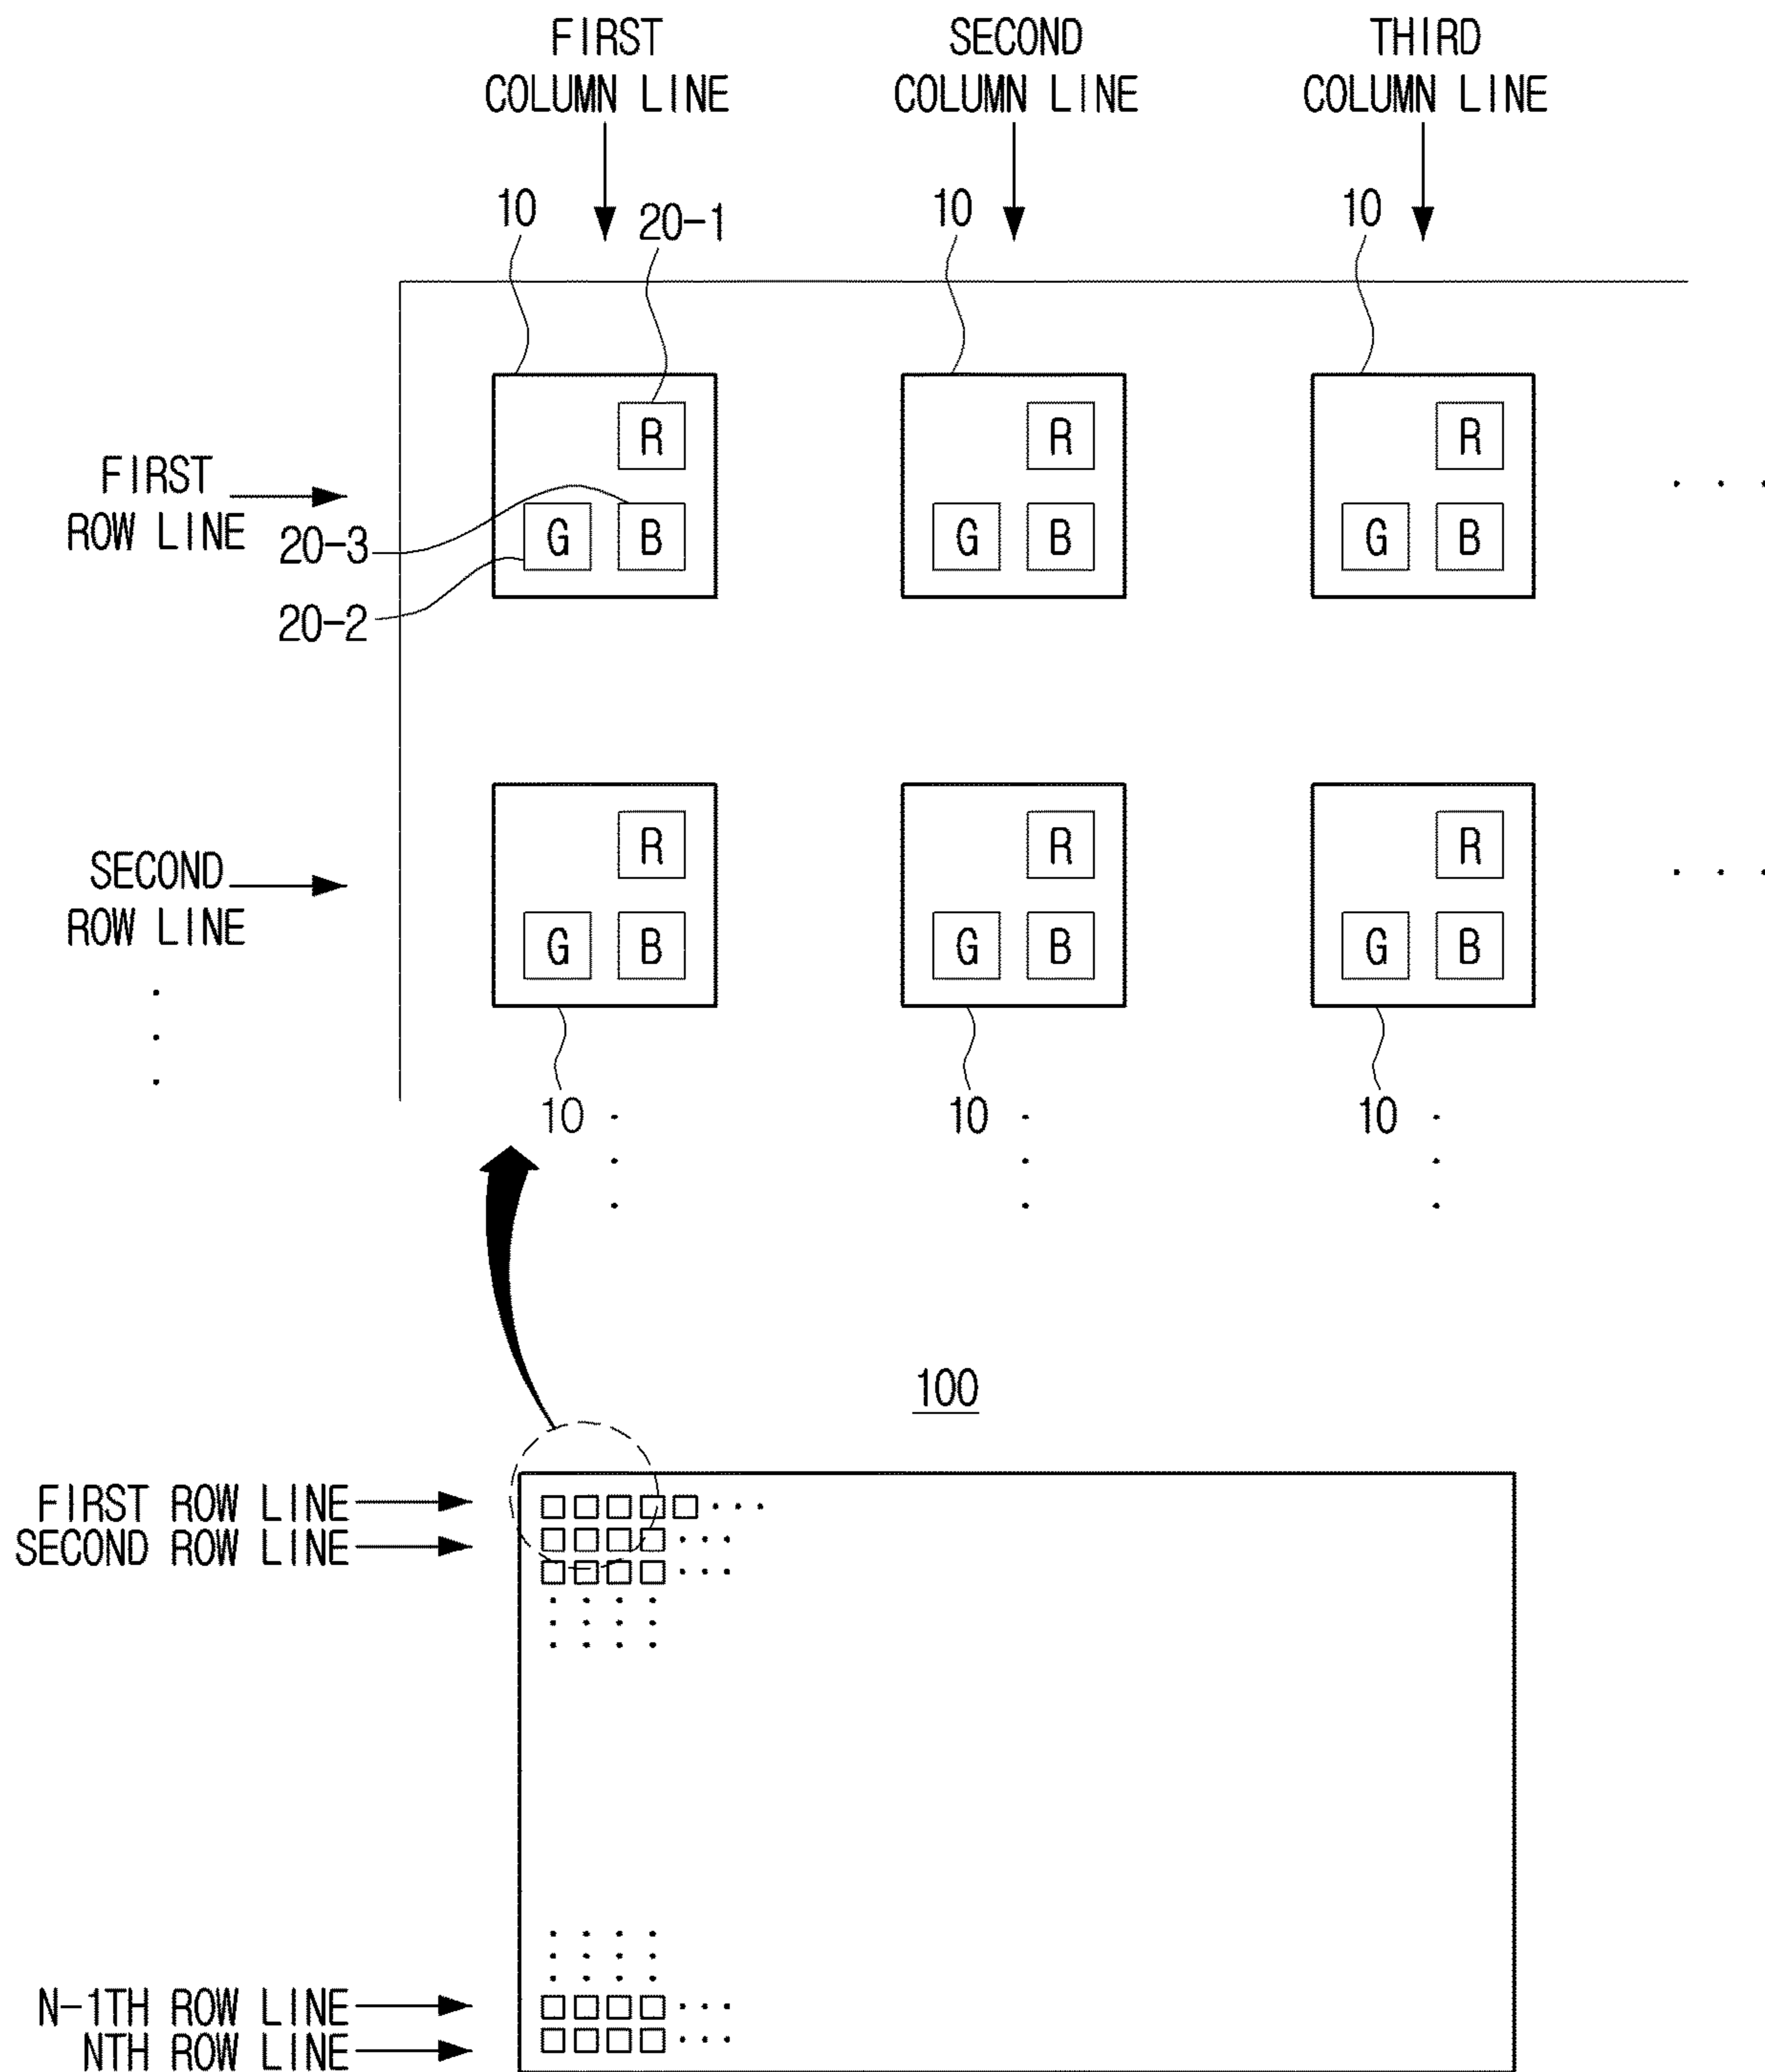 FIRST
COLUMN LINE
SECOND
COLUMN LINE
THIRD
COLUMN LINE
10
20-1
10
10
R
R
R
FIRST
ROW LINE
20-3
G B
G B
G B
20-2
R
R
R
SECOND
ROW LINE
G B
G B
G B
10
10
10
100
FIRST ROW LINE
SECOND ROW LINE
N-1TH ROW LINE
NTH ROW LINE